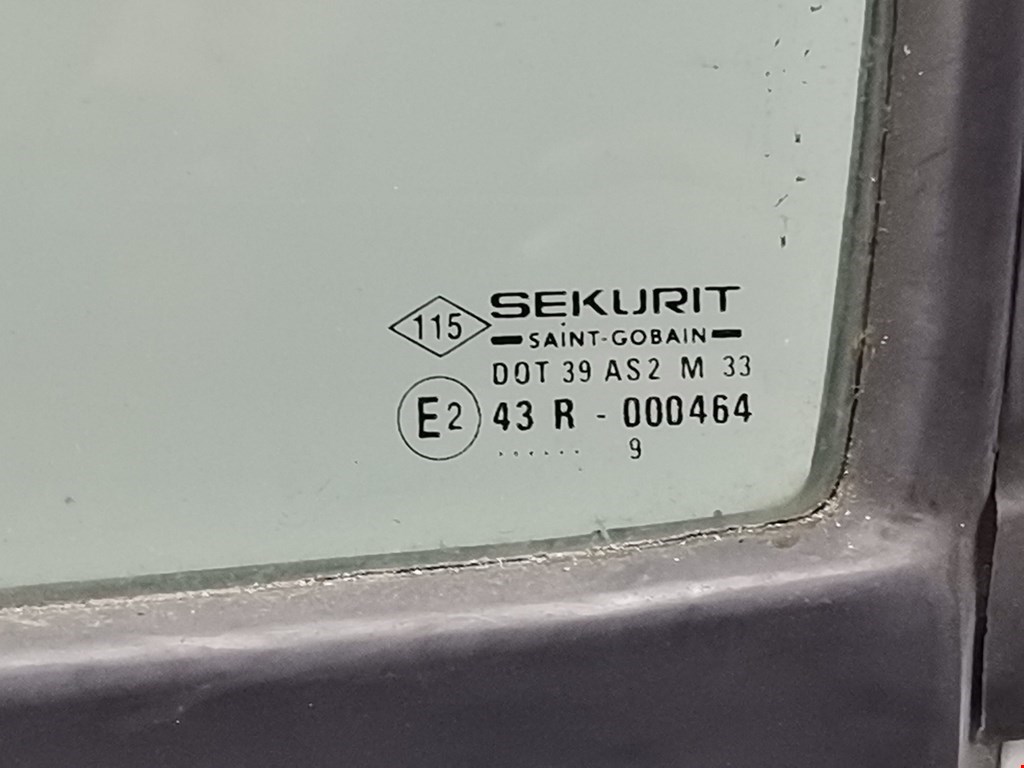 115
SEKURIT
SAINT-GOBAIN
DOT 39 AS2 M 33
E2 43 R - 000464
...... 9